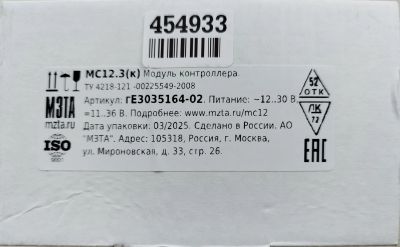 454933
МС12.3(к) Модуль контроллера.
ТУ 4218-121 -00225549-2008
Артикул: гЕ3035164-02. Питание: ~12..30 В
=11..36 В. Подробнее: www.mzta.ru/mc12
Дата упаковки: 03/2025. Сделано в России. АО
"МЗТА". Адрес: 105318, Россия, г. Москва,
ул. Мироновская, д. 33, стр. 26.
МЗТА
mzta.ru
ISO
52
ОТК
ПК
72
EAC